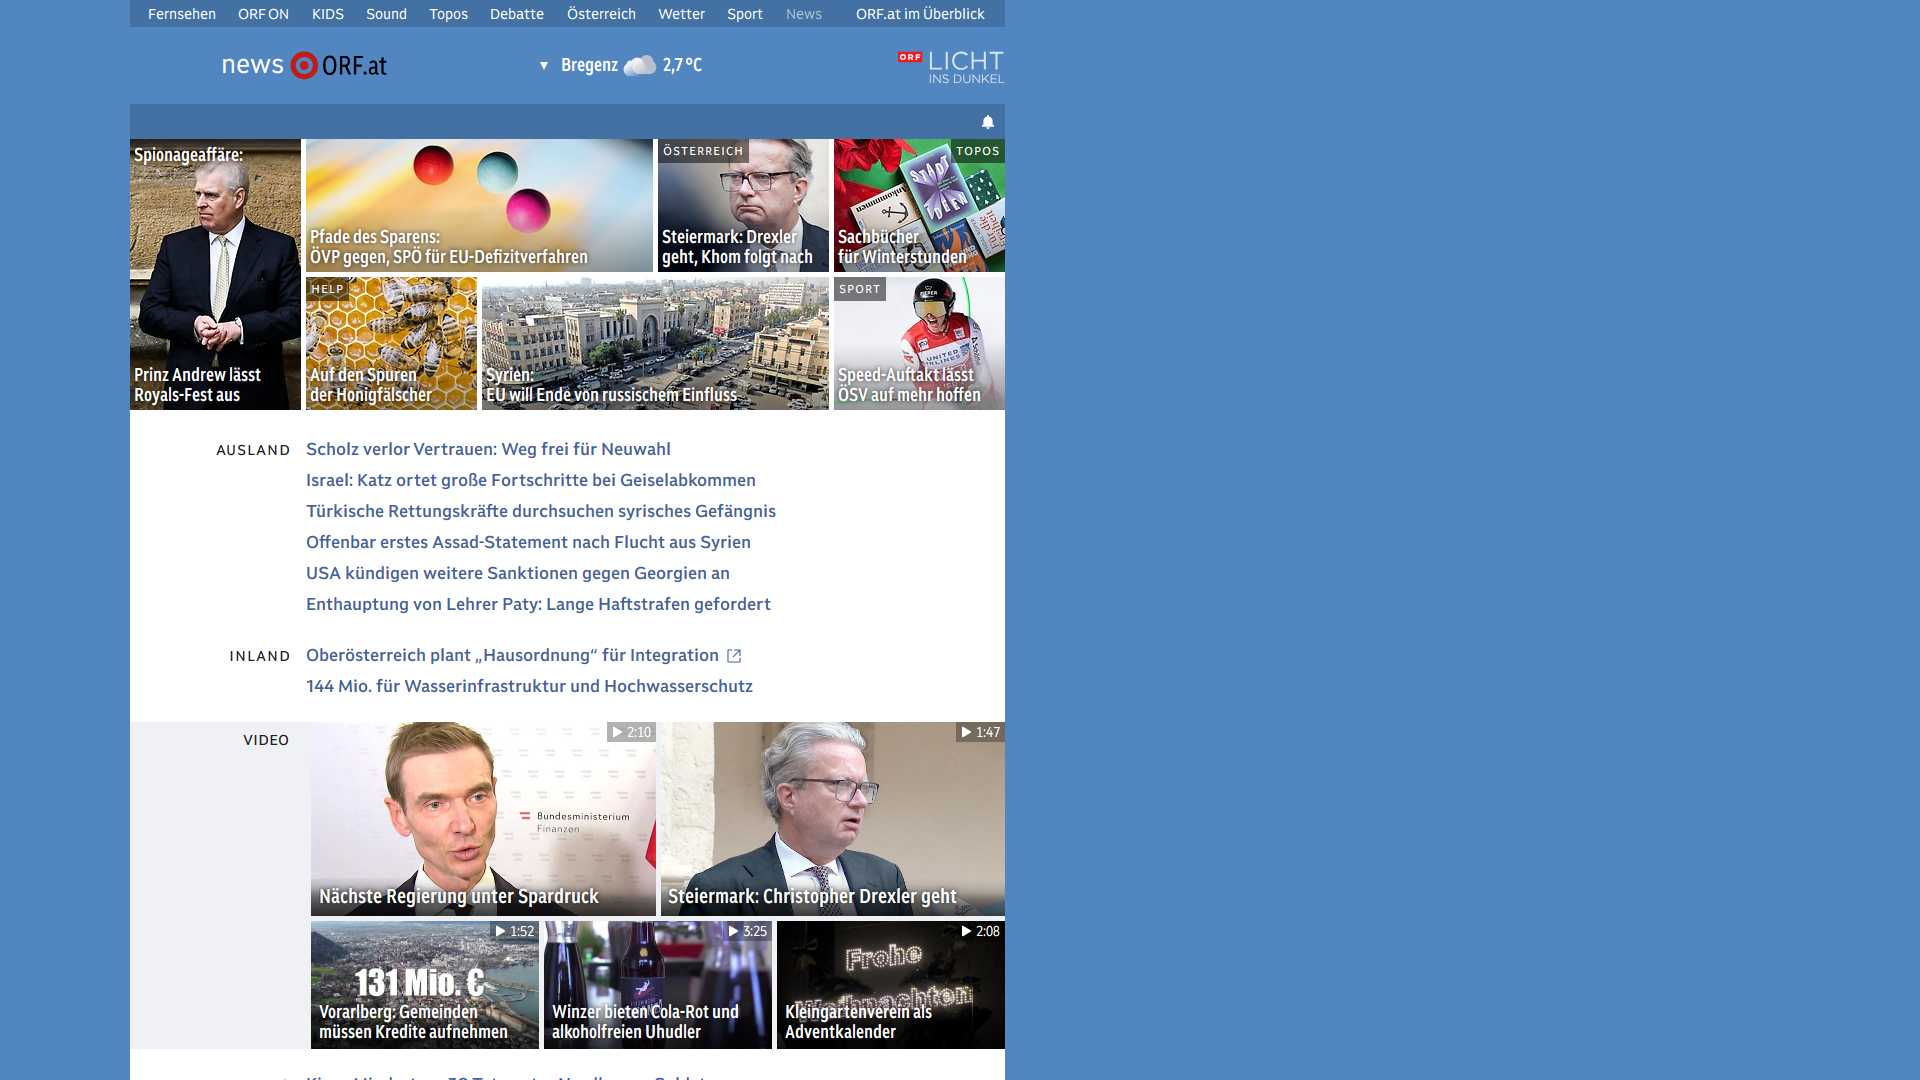 Fernsehen ORF ON KIDS Sound Topos Debatte Österreich Wetter Sport News ORF.at im Überblick
news ORF.at
▼ Bregenz 2,7 °C
ORF LICHT
INS DUNKEL
Spionageaffäre:
Prinz Andrew lässt
Royals-Fest aus
Pfade des Sparens:
ÖVP gegen, SPÖ für EU-Defizitverfahren
ÖSTERREICH
Steiermark: Drexler
geht, Khom folgt nach
TOPOS
STADT
IDEEN
Ankommen
Sachbücher
für Winterstunden
HELP
Auf den Spuren
der Honigfälscher
Syrien:
EU will Ende von russischem Einfluss
SPORT
UNITED
AIRLINES
Speed-Auftakt lässt
ÖSV auf mehr hoffen
AUSLAND
Scholz verlor Vertrauen: Weg frei für Neuwahl
Israel: Katz ortet große Fortschritte bei Geiselabkommen
Türkische Rettungskräfte durchsuchen syrisches Gefängnis
Offenbar erstes Assad-Statement nach Flucht aus Syrien
USA kündigen weitere Sanktionen gegen Georgien an
Enthauptung von Lehrer Paty: Lange Haftstrafen gefordert
INLAND
Oberösterreich plant „Hausordnung“ für Integration
144 Mio. für Wasserinfrastruktur und Hochwasserschutz
VIDEO
2:10
Bundesministerium
Finanzen
Nächste Regierung unter Spardruck
1:47
Steiermark: Christopher Drexler geht
1:52
131 Mio. €
Vorarlberg: Gemeinden
müssen Kredite aufnehmen
3:25
Winzer bieten Cola-Rot und
alkoholfreien Uhudler
2:08
Frohe
Weihnachten
Kleingartenverein als
Adventkalender